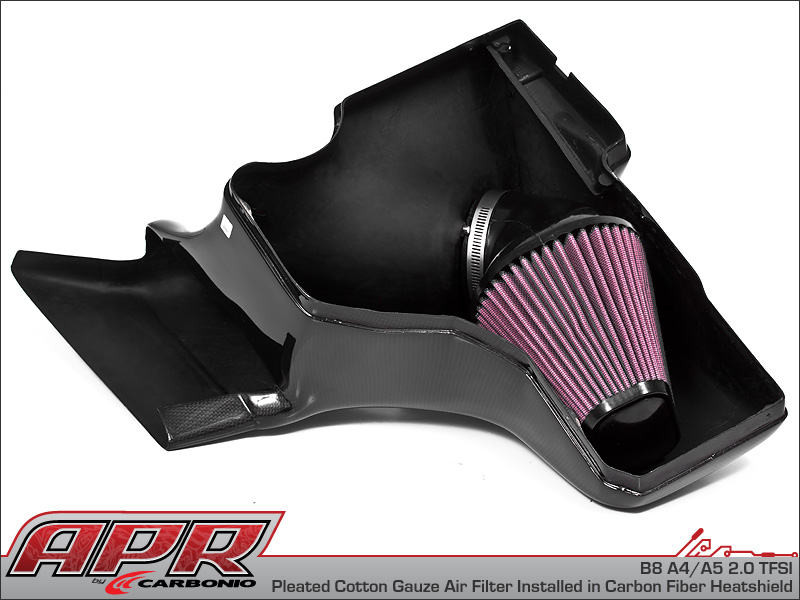 APR
by CARBONIO
B8 A4/A5 2.0 TFSI
Pleated Cotton Gauze Air Filter Installed in Carbon Fiber Heatshield